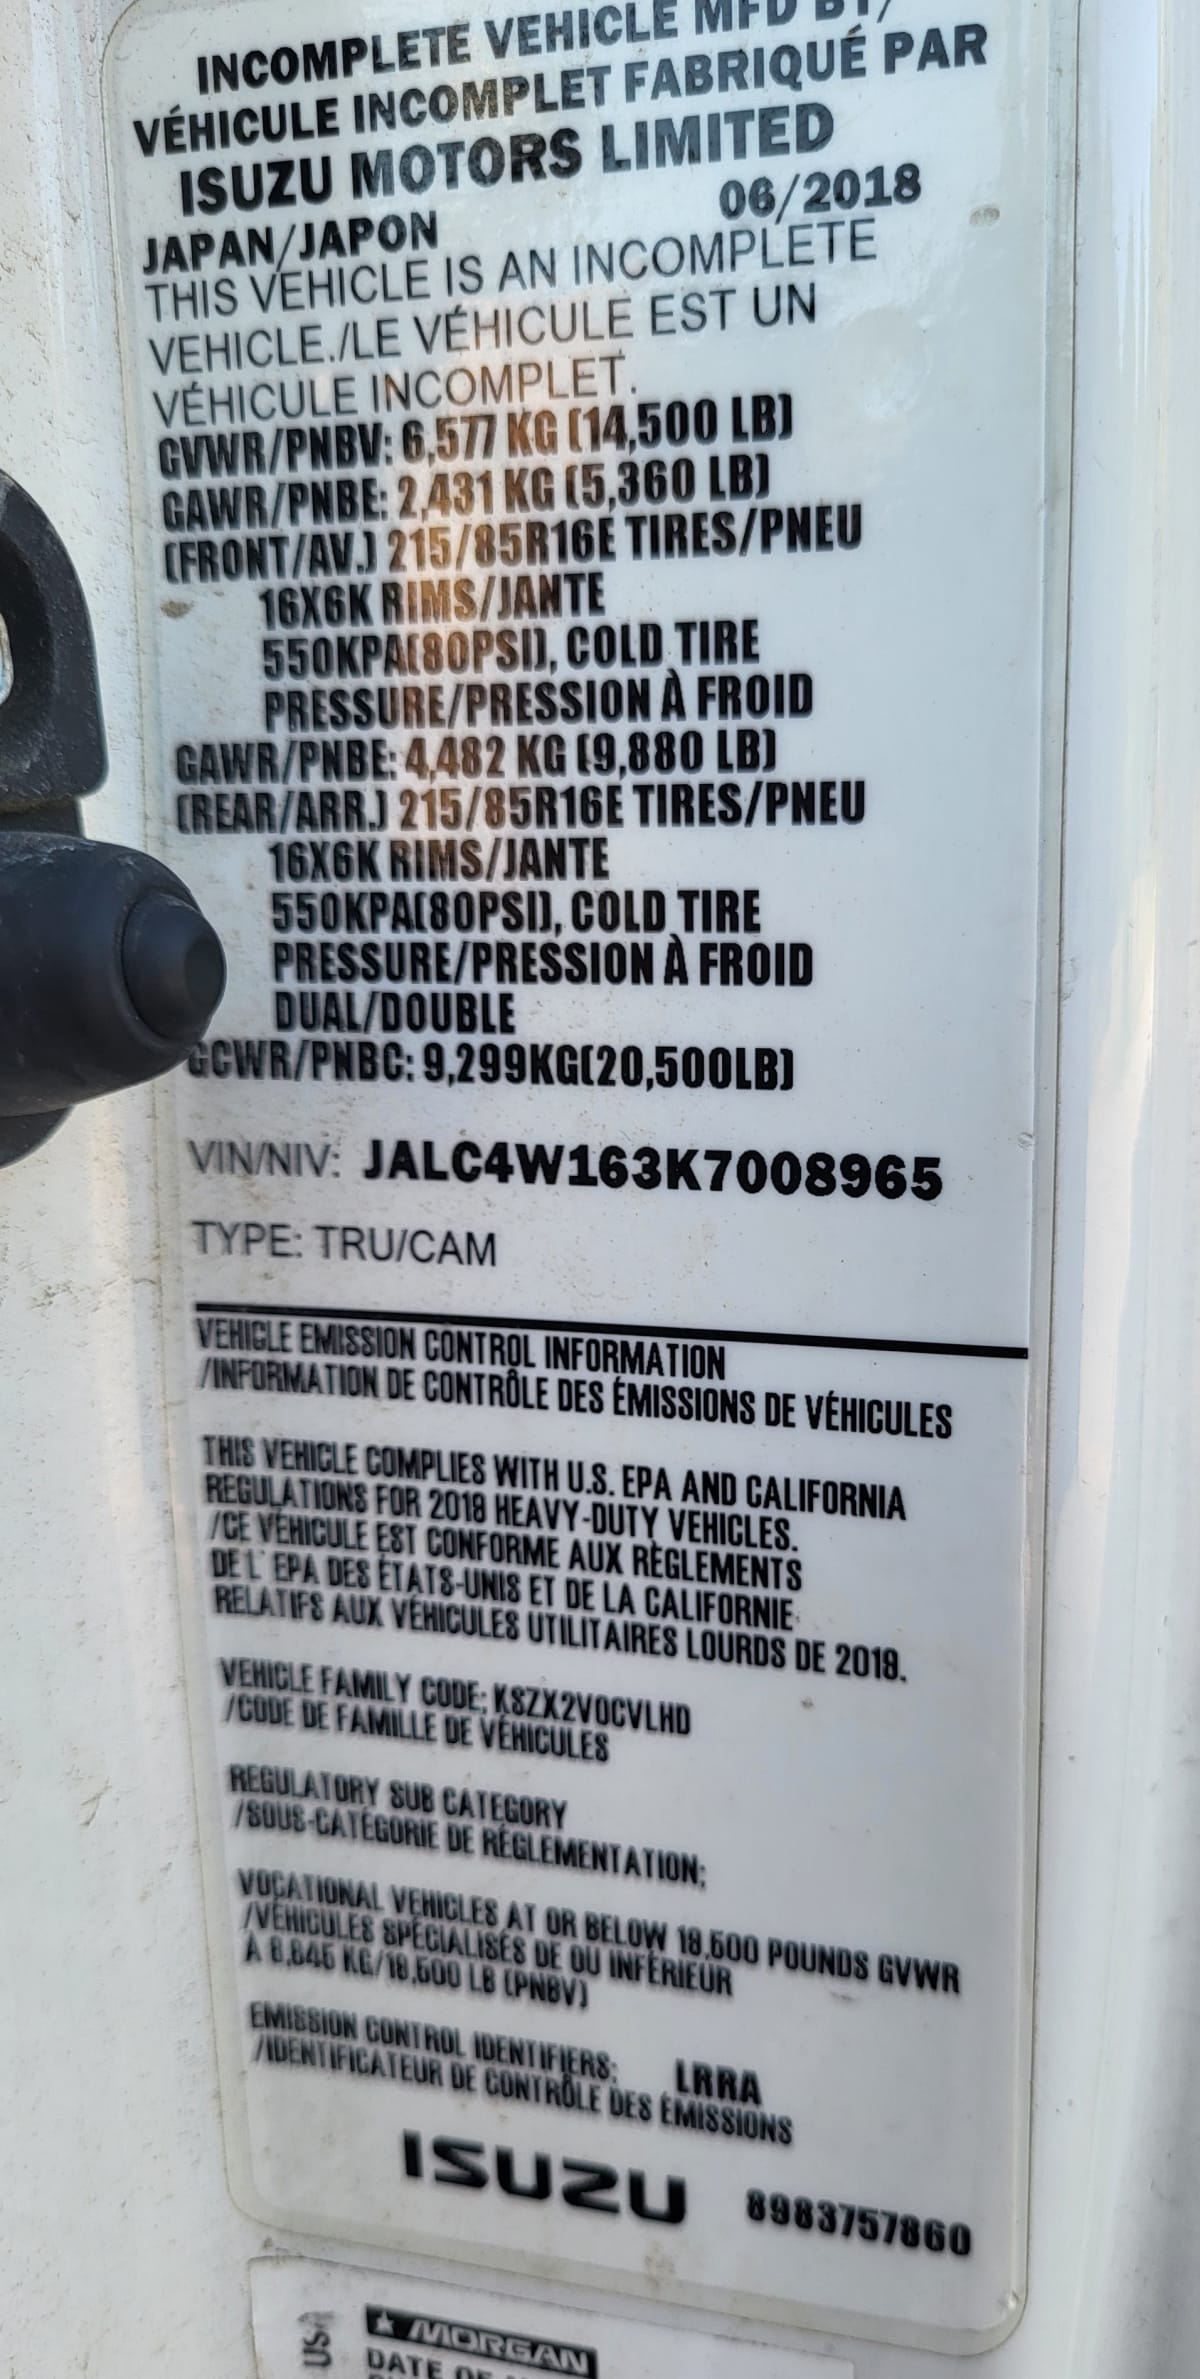 INCOMPLETE VEHICLE MFD BY/
VÉHICULE INCOMPLET FABRIQUÉ PAR
ISUZU MOTORS LIMITED
JAPAN/JAPON 06/2018
THIS VEHICLE IS AN INCOMPLETE
VEHICLE./LE VÉHICULE EST UN
VÉHICULE INCOMPLET.
GVWR/PNBV: 6,577 KG (14,500 LB)
GAWR/PNBE: 2,431 KG (5,360 LB)
(FRONT/AV.) 215/85R16E TIRES/PNEU
16X6K RIMS/JANTE
550KPA(80PSI), COLD TIRE
PRESSURE/PRESSION À FROID
GAWR/PNBE: 4,482 KG (9,880 LB)
(REAR/ARR.) 215/85R16E TIRES/PNEU
16X6K RIMS/JANTE
550KPA(80PSI), COLD TIRE
PRESSURE/PRESSION À FROID
DUAL/DOUBLE
GCWR/PNBC: 9,299KG(20,500LB)
VIN/NIV: JALC4W163K7008965
TYPE: TRU/CAM
VEHICLE EMISSION CONTROL INFORMATION
/INFORMATION DE CONTRÔLE DES ÉMISSIONS DE VÉHICULES
THIS VEHICLE COMPLIES WITH U.S. EPA AND CALIFORNIA
REGULATIONS FOR 2018 HEAVY-DUTY VEHICLES.
/CE VÉHICULE EST CONFORME AUX RÈGLEMENTS
DE L' EPA DES ÉTATS-UNIS ET DE LA CALIFORNIE
RELATIFS AUX VÉHICULES UTILITAIRES LOURDS DE 2018.
VEHICLE FAMILY CODE: KSZX2VOCVLHD
/CODE DE FAMILLE DE VÉHICULES
REGULATORY SUB CATEGORY
/SOUS-CATÉGORIE DE RÉGLEMENTATION:
VOCATIONAL VEHICLES AT OR BELOW 19,500 POUNDS GVWR
/VÉHICULES SPÉCIALISÉS DE OU INFÉRIEUR
À 8,845 KG/19,500 LB (PNBV)
EMISSION CONTROL IDENTIFIERS: LRRA
/IDENTIFICATEUR DE CONTRÔLE DES ÉMISSIONS
ISUZU 8983757860
USA
MORGAN
DATE OF